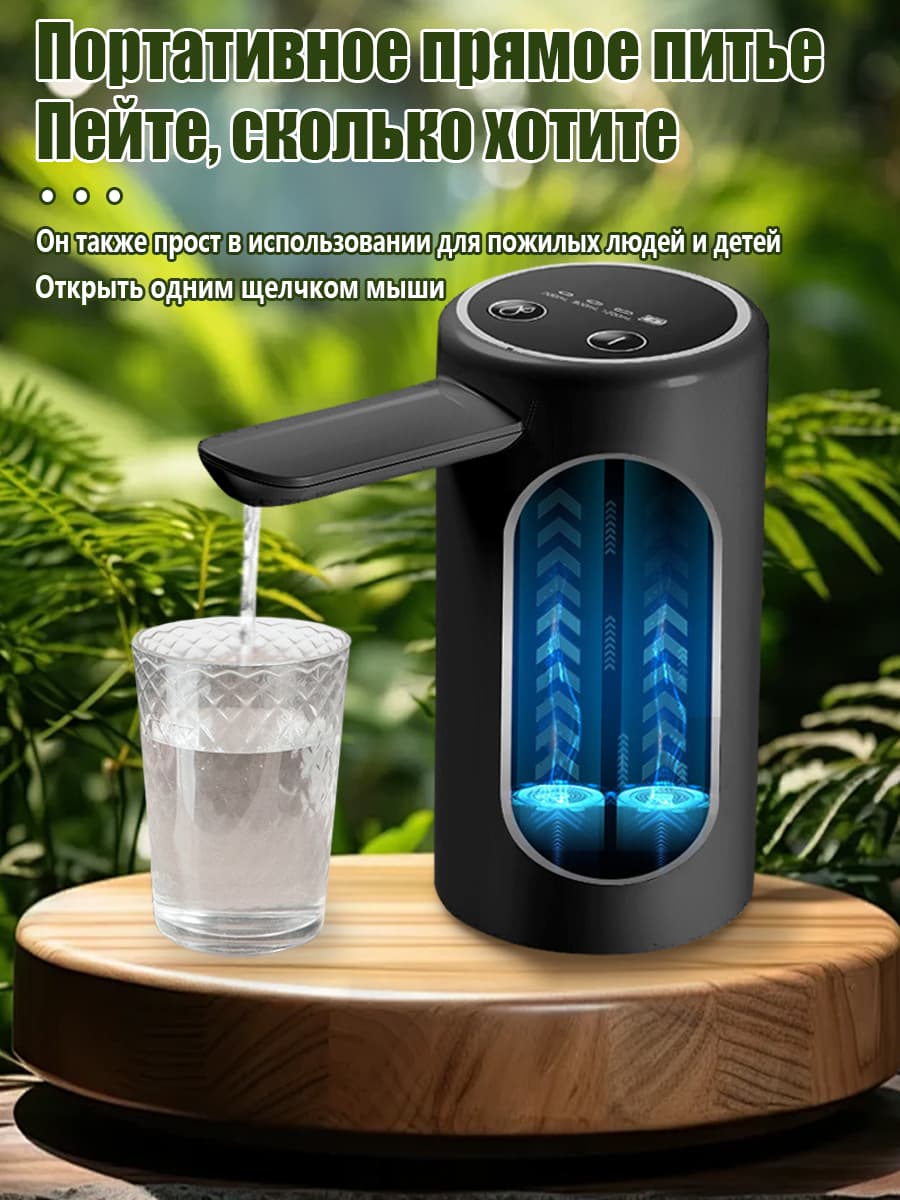 Портативное прямое питье
Пейте, сколько хотите
Он также прост в использовании для пожилых людей и детей
Открыть одним щелчком мыши